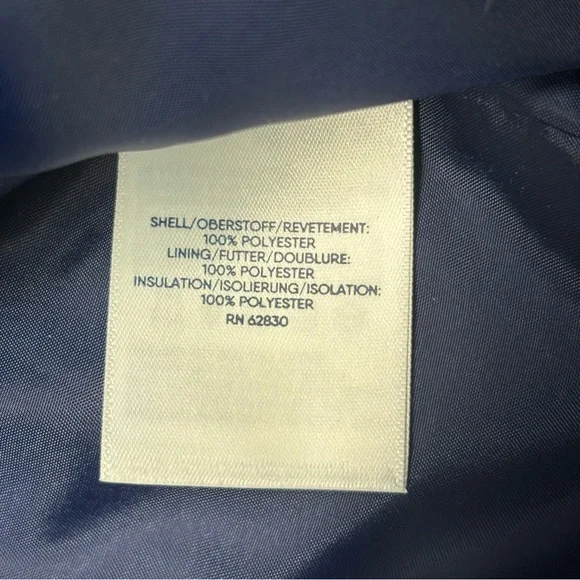 SHELL/OBERSTOFF/REVETEMENT:
100% POLYESTER
LINING/FUTTER/DOUBLURE:
100% POLYESTER
INSULATION/ISOLIERUNG/ISOLATION:
100% POLYESTER
RN 62830